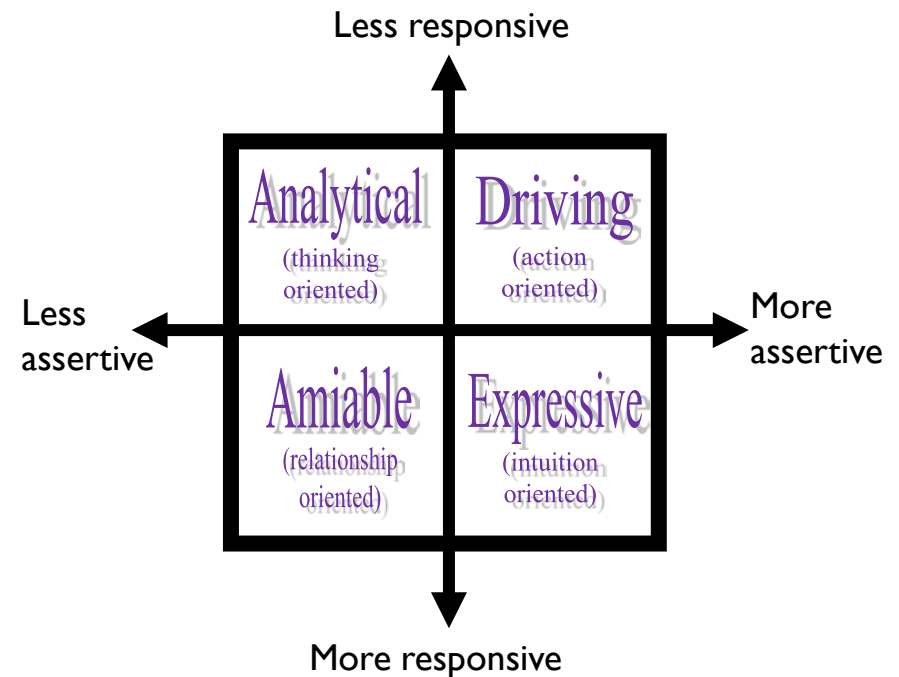 Less responsive
Analytical
(thinking
oriented)
Driving
(action
oriented)
Less
assertive
More
assertive
Amiable
(relationship
oriented)
Expressive
(intuition
oriented)
More responsive